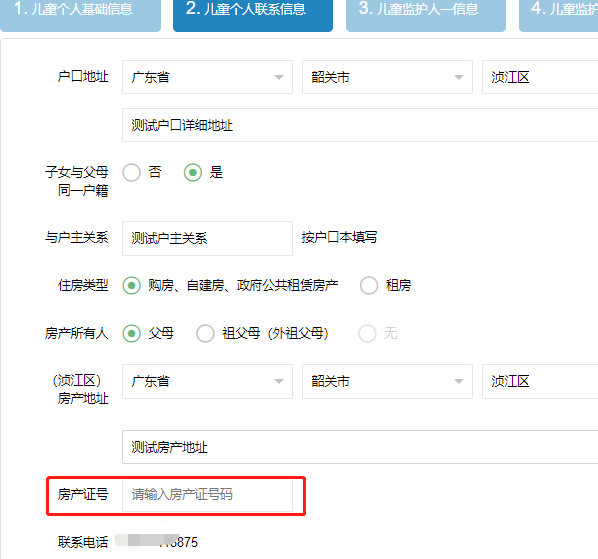 1. 儿童个人基础信息 2. 儿童个人联系信息 3. 儿童监护人一信息 4. 儿童监护
户口地址 广东省 韶关市 浈江区
测试户口详细地址
子女与父母 否 是
同一户籍
与户主关系 测试户主关系 按户口本填写
住房类型 购房、自建房、政府公共租赁房产 租房
房产所有人 父母 祖父母（外祖父母） 无
（浈江区） 广东省 韶关市 浈江区
房产地址
测试房产地址
房产证号 请输入房产证号码
联系电话 6875